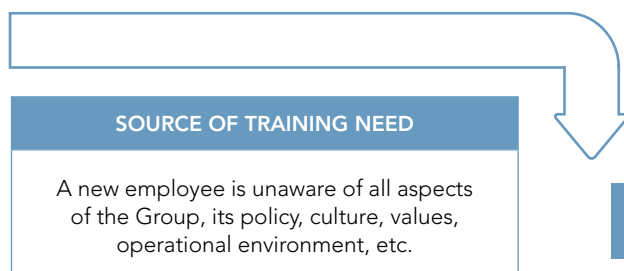 SOURCE OF TRAINING NEED
A new employee is unaware of all aspects
of the Group, its policy, culture, values,
operational environment, etc.